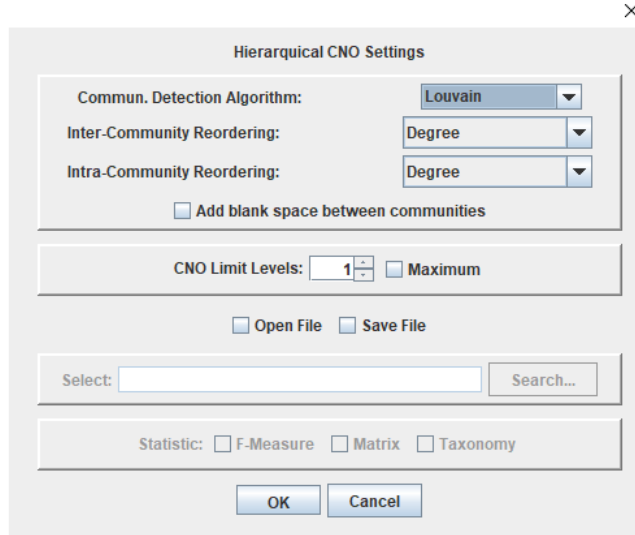 Hierarquical CNO Settings
Commun. Detection Algorithm: Louvain
Inter-Community Reordering: Degree
Intra-Community Reordering: Degree
Add blank space between communities
CNO Limit Levels: 1 Maximum
Open File Save File
Select: Search...
Statistic: F-Measure Matrix Taxonomy
OK Cancel